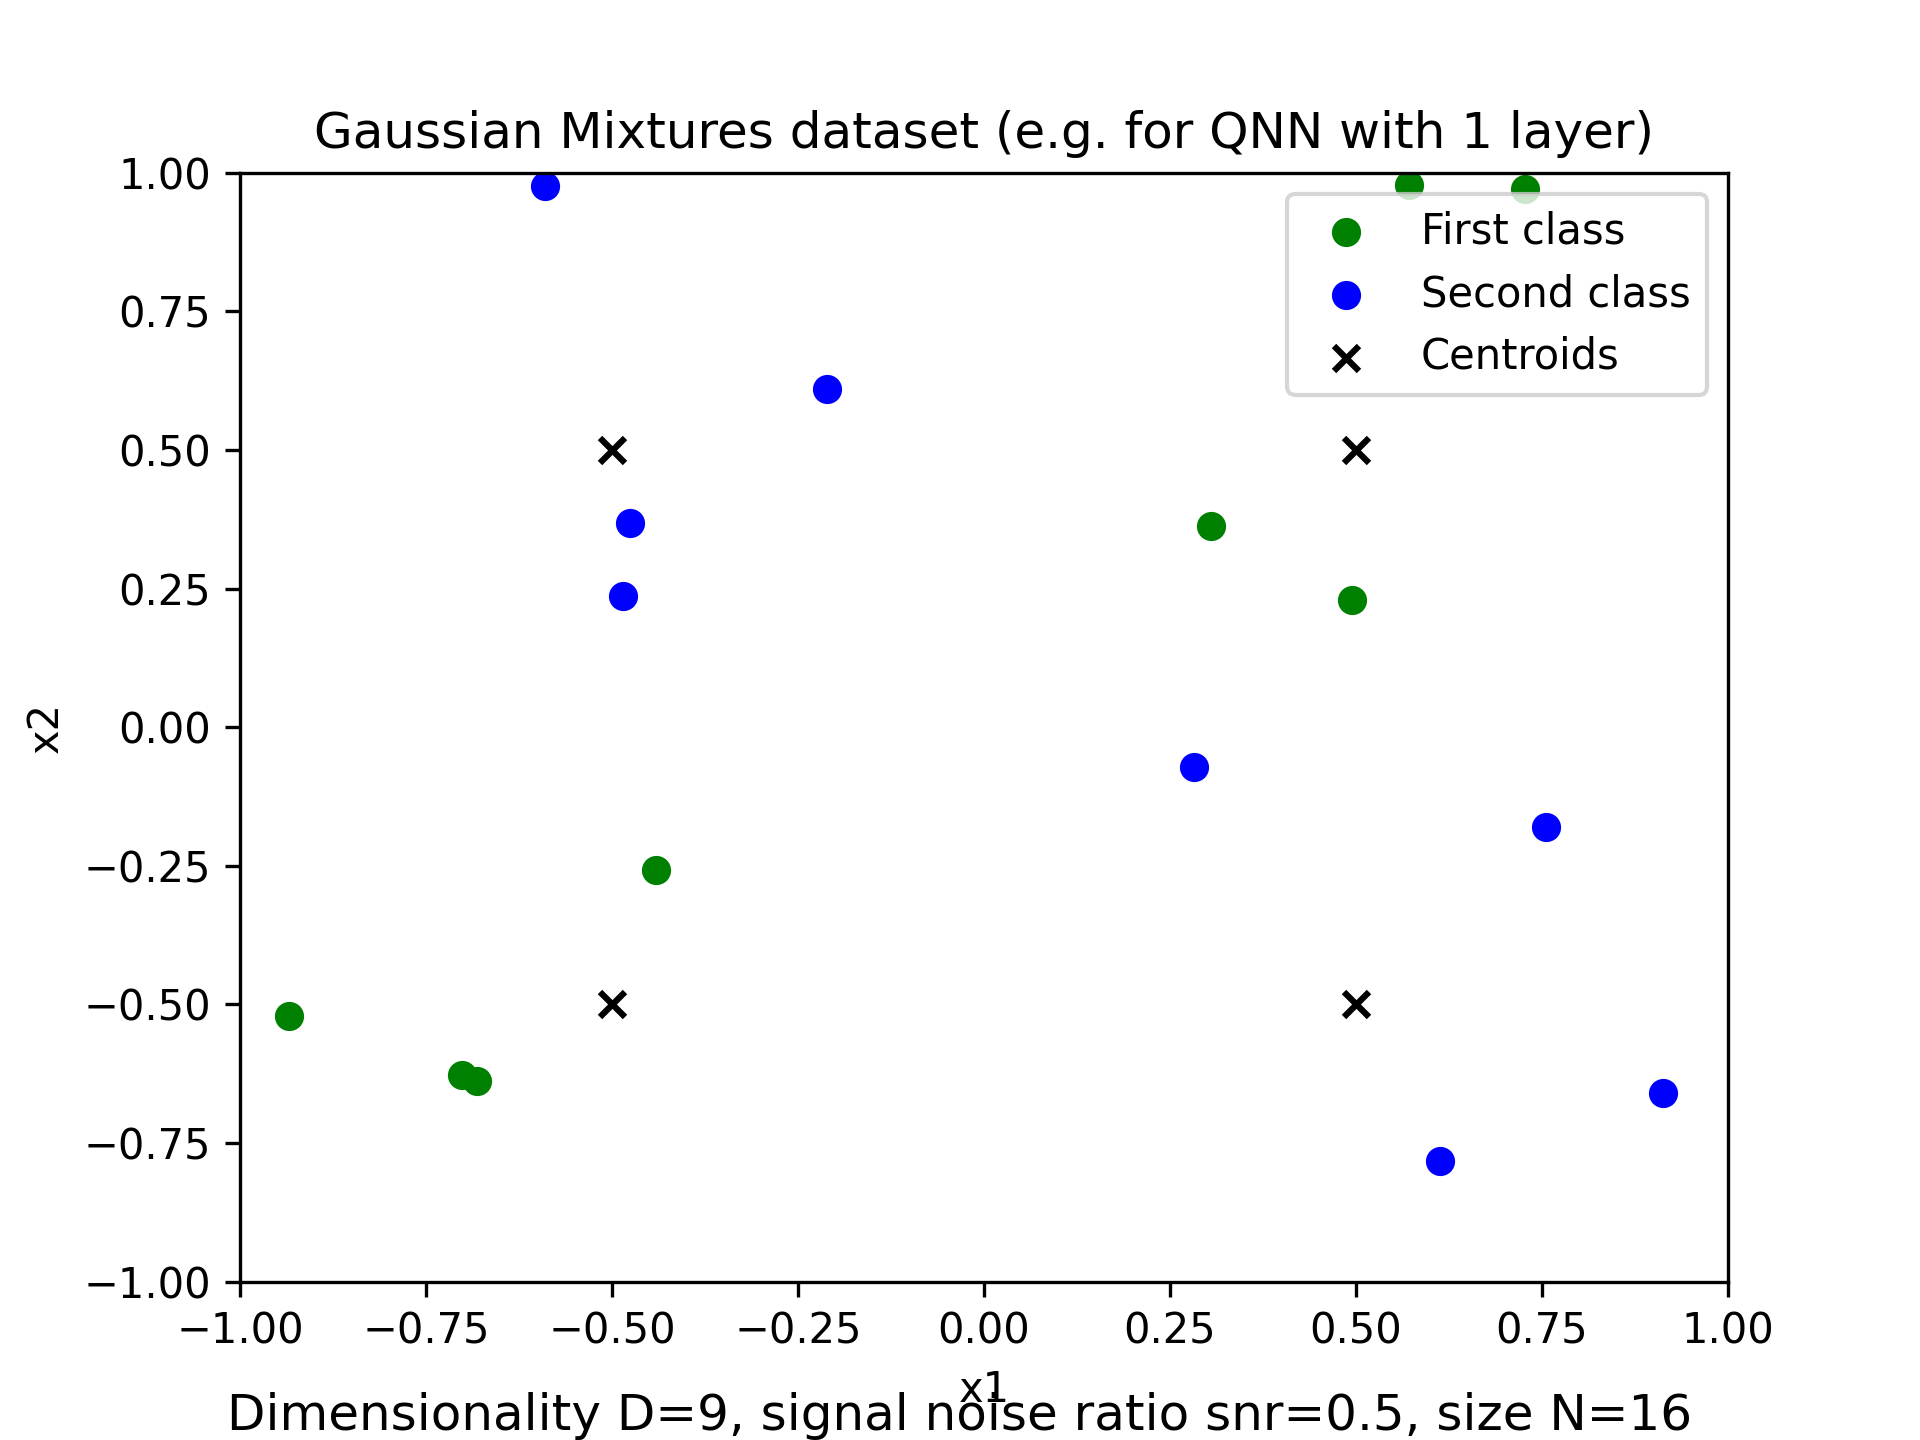 Gaussian Mixtures dataset (e.g. for QNN with 1 layer)
1.00
0.75
0.50
0.25
0.00
−0.25
−0.50
−0.75
−1.00
x2
First class
Second class
Centroids
−1.00 −0.75 −0.50 −0.25 0.00 0.25 0.50 0.75 1.00
x1
Dimensionality D=9, signal noise ratio snr=0.5, size N=16